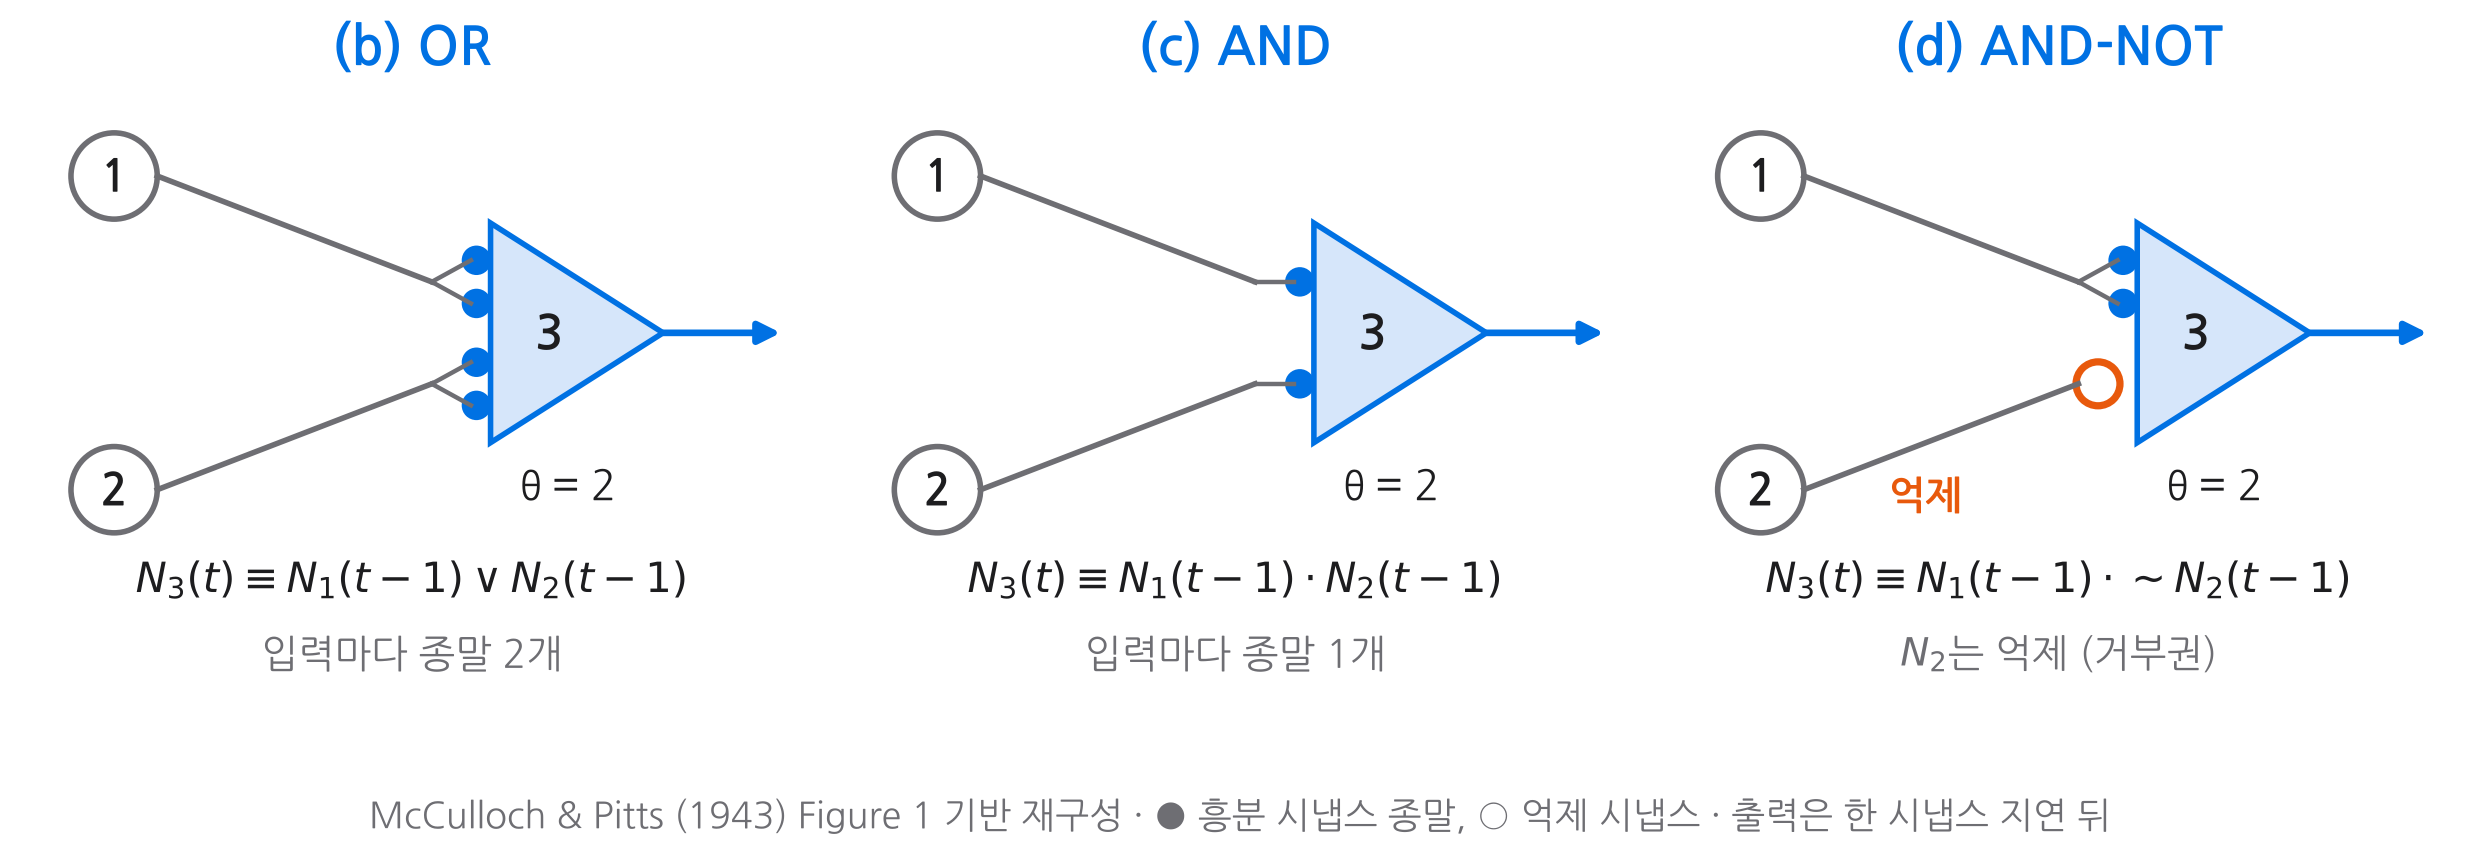 (b) OR
1
2
3
θ = 2
N₃(t) ≡ N₁(t − 1) ∨ N₂(t − 1)
입력마다 종말 2개
(c) AND
1
2
3
θ = 2
N₃(t) ≡ N₁(t − 1) · N₂(t − 1)
입력마다 종말 1개
(d) AND-NOT
1
2
3
억제
θ = 2
N₃(t) ≡ N₁(t − 1) · ~ N₂(t − 1)
N₂는 억제 (거부권)
McCulloch & Pitts (1943) Figure 1 기반 재구성 · ● 흥분 시냅스 종말, ○ 억제 시냅스 · 출력은 한 시냅스 지연 뒤